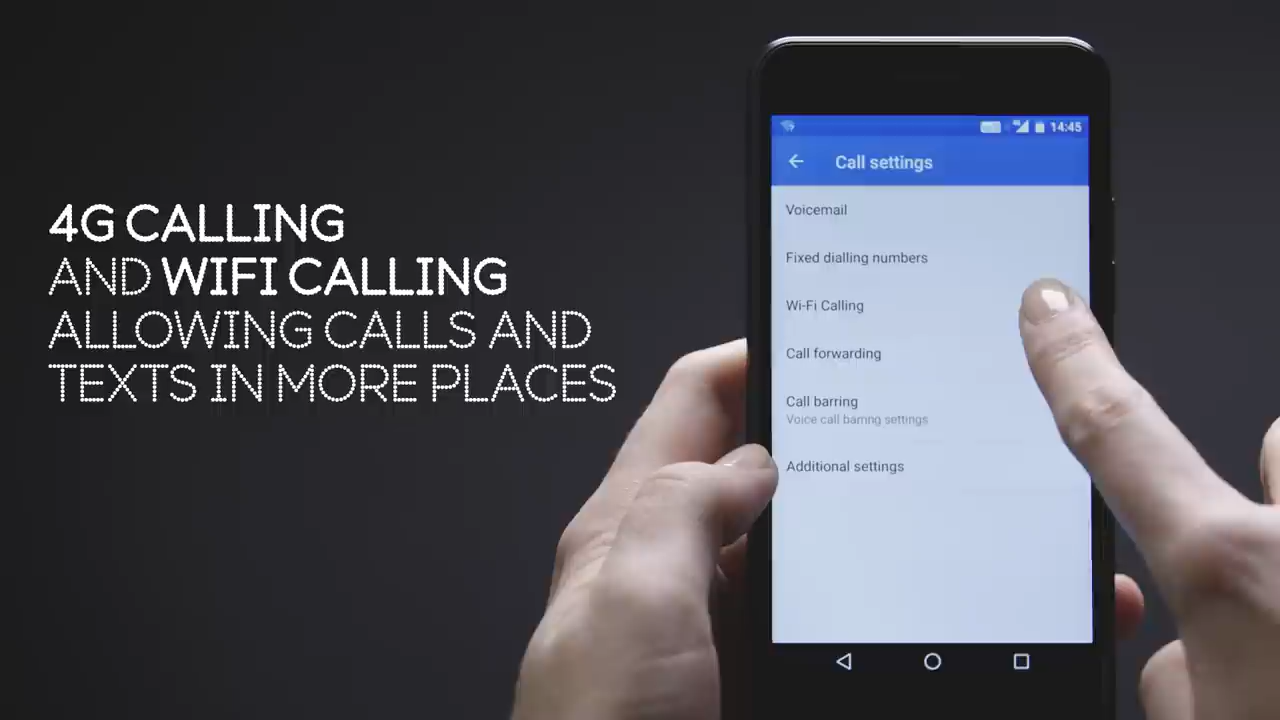 4G CALLING
AND WIFI CALLING
ALLOWING CALLS AND
TEXTS IN MORE PLACES
14:45
Call settings
Voicemail
Fixed dialling numbers
Wi-Fi Calling
Call forwarding
Call barring
Voice call barring settings
Additional settings